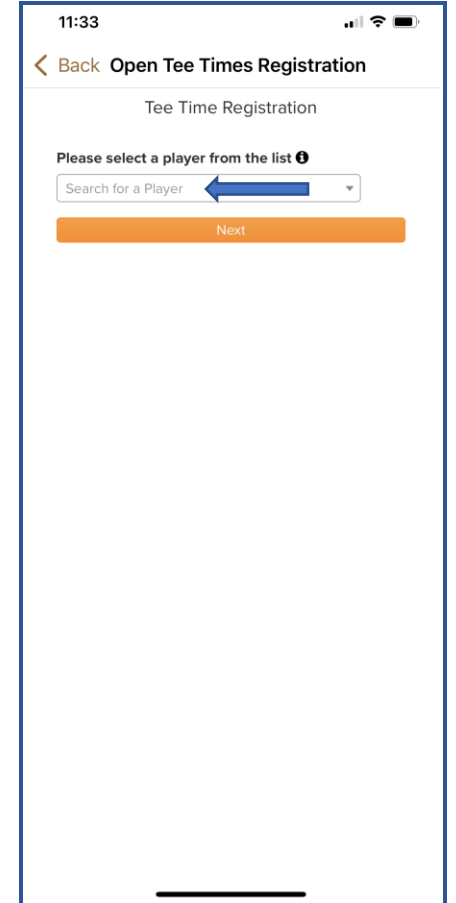 11:33
Back Open Tee Times Registration
Tee Time Registration
Please select a player from the list
Search for a Player
Next